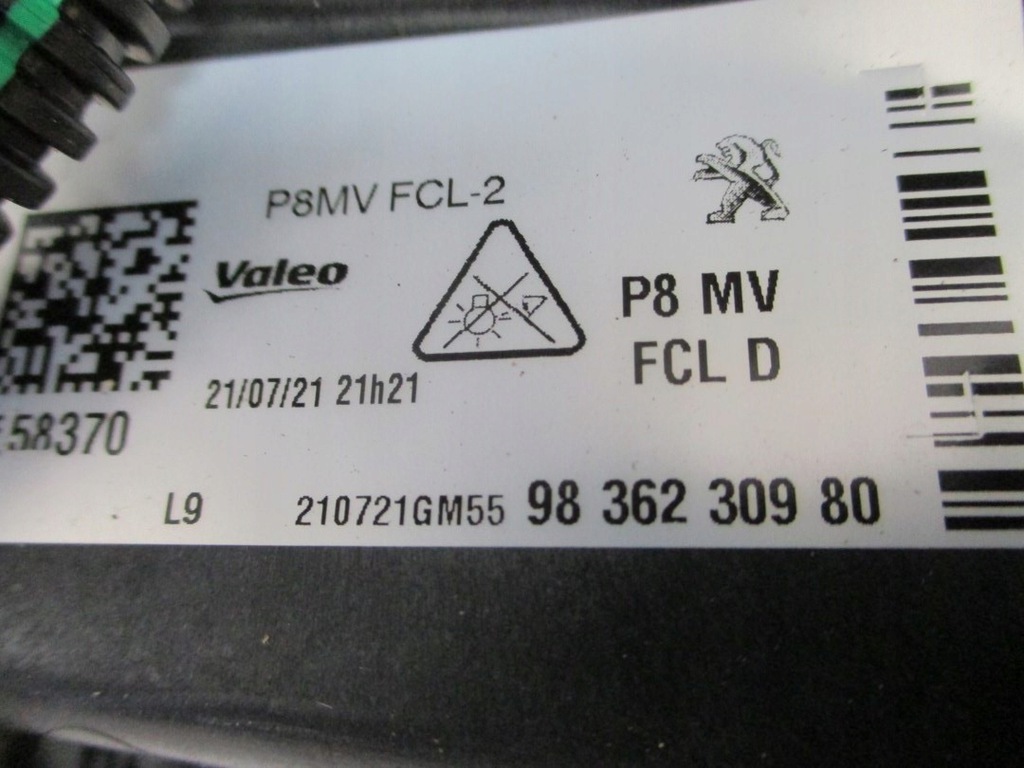 P8MV FCL-2
Valeo
P8 MV
FCL D
21/07/21 21h21
58370
L9 210721GM55 98 362 309 80